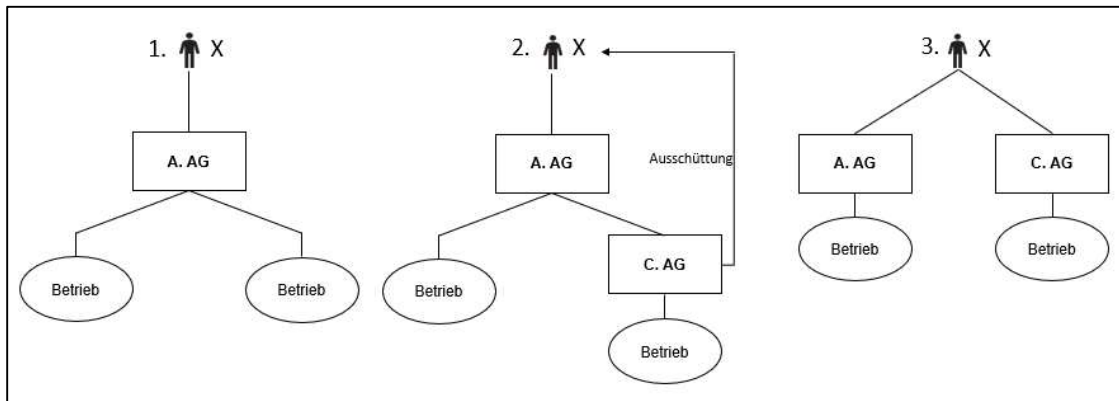 1. X
A. AG
Betrieb
Betrieb
2. X
A. AG
Ausschüttung
Betrieb
C. AG
Betrieb
3. X
A. AG
C. AG
Betrieb
Betrieb